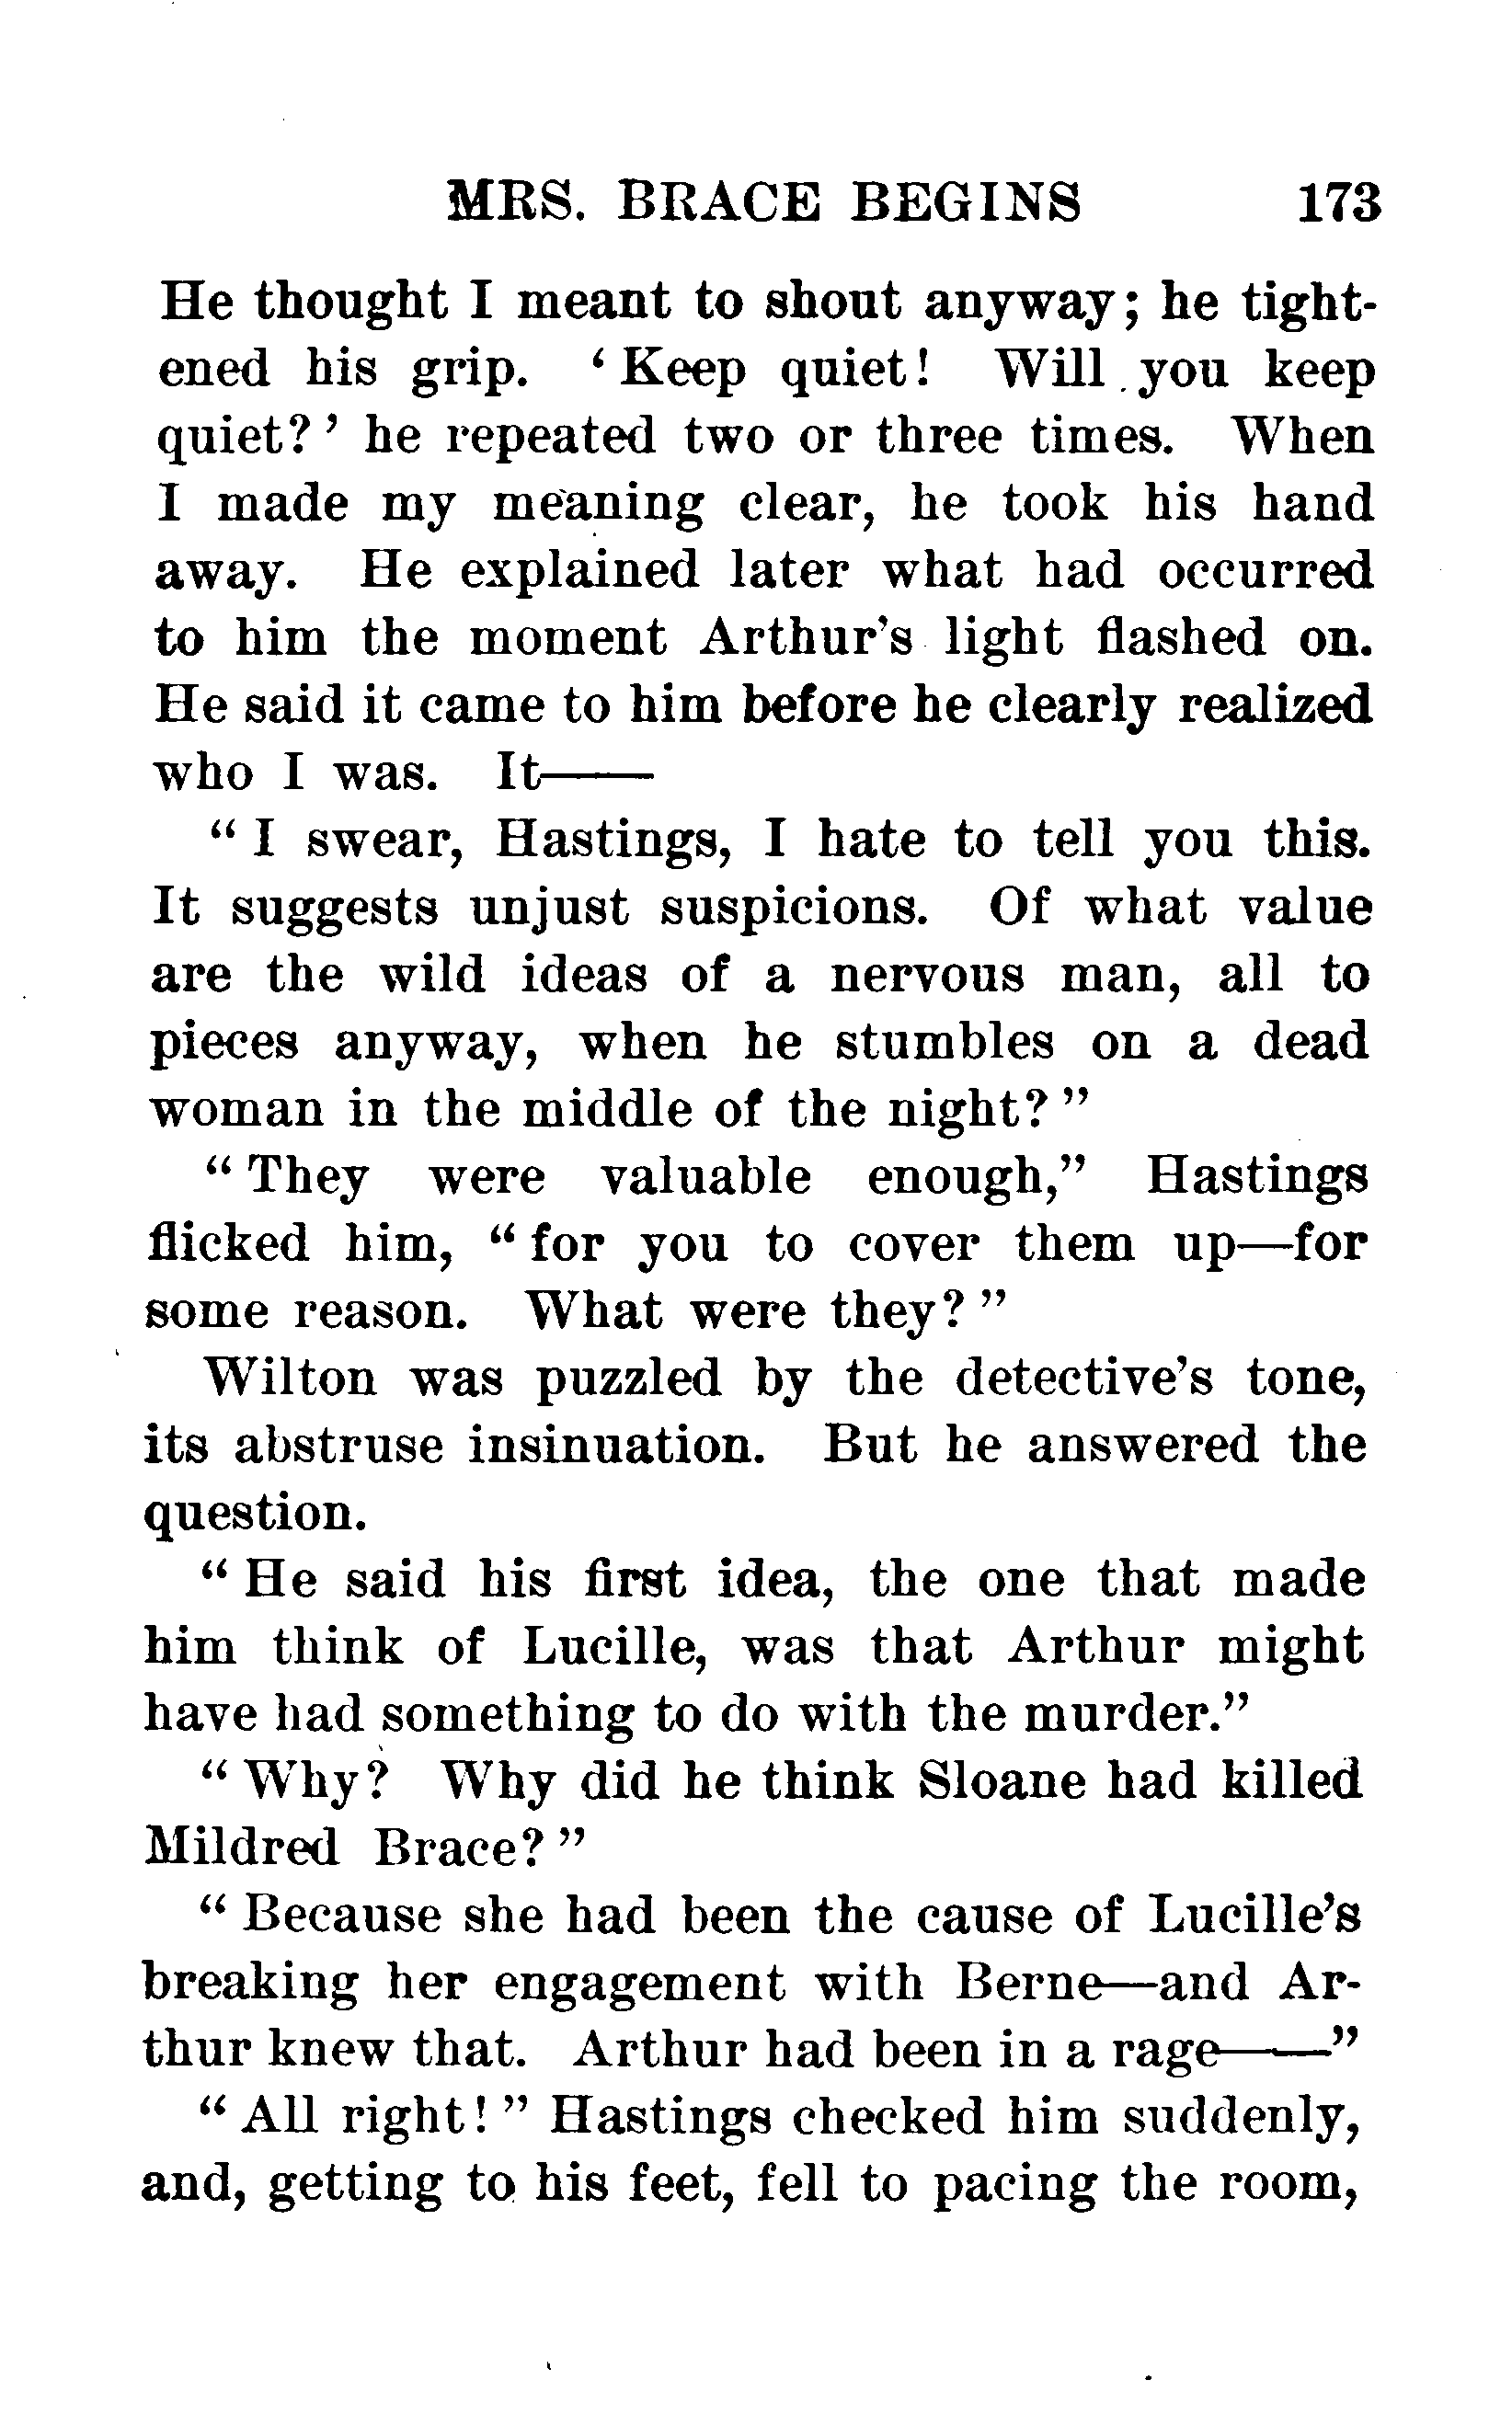 MRS. BRACE BEGINS 173
He thought I meant to shout anyway; he tight-
ened his grip. ‘Keep quiet! Will you keep
quiet?’ he repeated two or three times. When
I made my meaning clear, he took his hand
away. He explained later what had occurred
to him the moment Arthur’s light flashed on.
He said it came to him before he clearly realized
who I was. It——
“I swear, Hastings, I hate to tell you this.
It suggests unjust suspicions. Of what value
are the wild ideas of a nervous man, all to
pieces anyway, when he stumbles on a dead
woman in the middle of the night?”
“They were valuable enough,” Hastings
flicked him, “for you to cover them up—for
some reason. What were they?”
Wilton was puzzled by the detective’s tone,
its abstruse insinuation. But he answered the
question.
“He said his first idea, the one that made
him think of Lucille, was that Arthur might
have had something to do with the murder.”
“Why? Why did he think Sloane had killed
Mildred Brace?”
“Because she had been the cause of Lucille’s
breaking her engagement with Berne—and Ar-
thur knew that. Arthur had been in a rage——”
“All right!” Hastings checked him suddenly,
and, getting to his feet, fell to pacing the room,